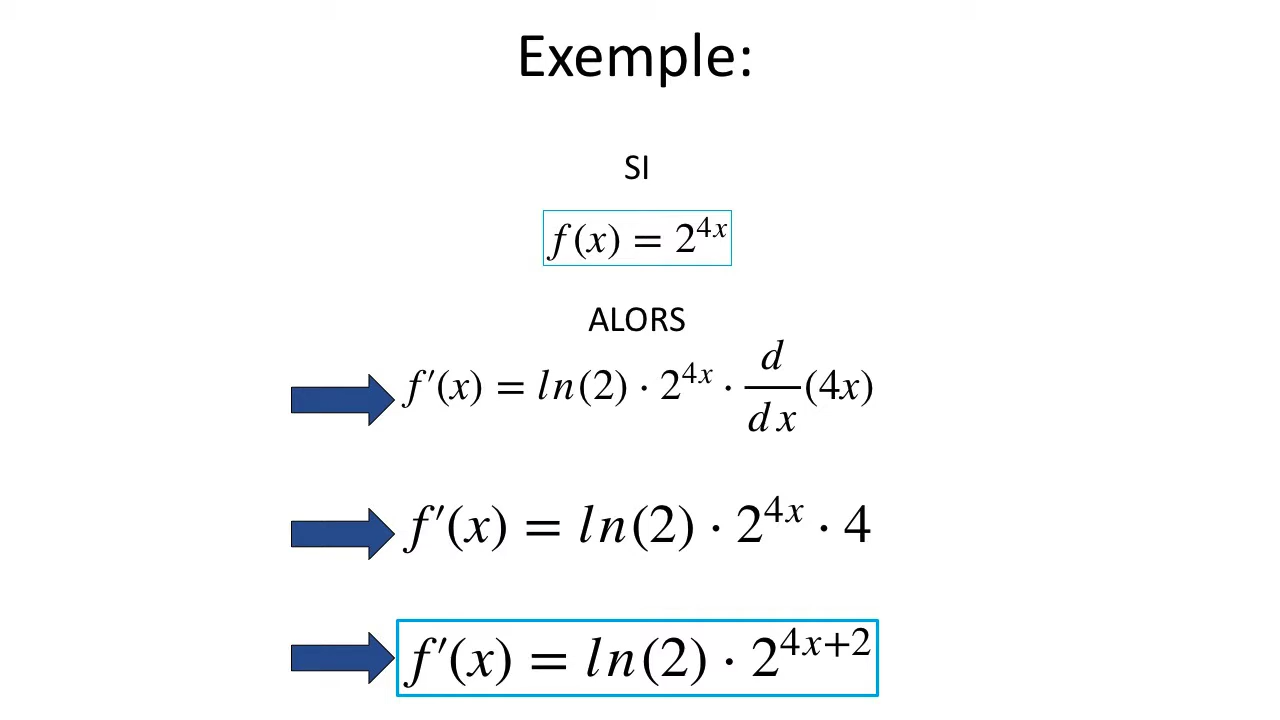 Exemple:
SI
f(x) = 2^{4x}
ALORS
f′(x) = ln(2) · 2^{4x} · \frac{d}{dx}(4x)
f′(x) = ln(2) · 2^{4x} · 4
f′(x) = ln(2) · 2^{4x+2}